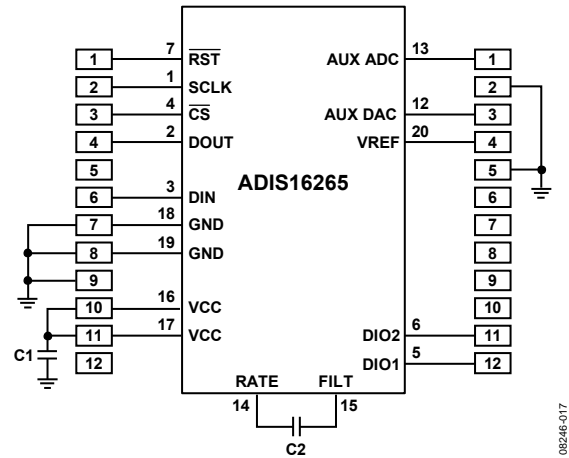 1 7 RST AUX ADC 13 1
2 1 SCLK 2
3 4 CS AUX DAC 12 3
4 2 DOUT VREF 20 4
5 ADIS16265 5
6 3 DIN 6
7 18 GND 7
8 19 GND 8
9 9
10 16 VCC 10
11 17 VCC DIO2 6 11
C1 12 DIO1 5 12
RATE FILT
14 15
C2
08246-017